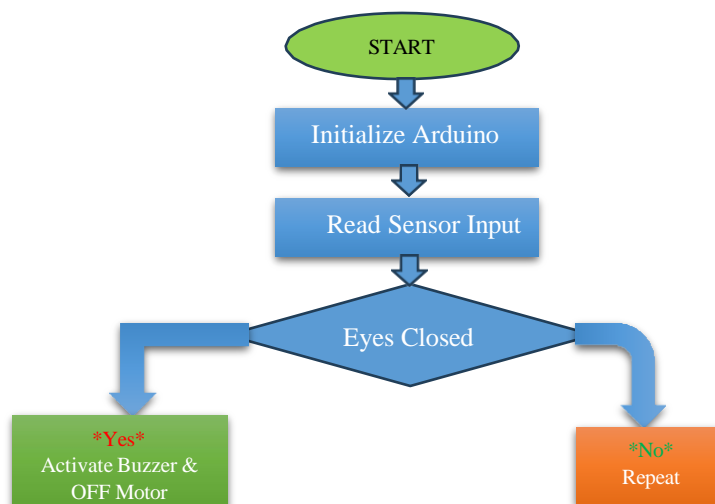 START
Initialize Arduino
Read Sensor Input
Eyes Closed
*Yes*
Activate Buzzer &
OFF Motor
*No*
Repeat